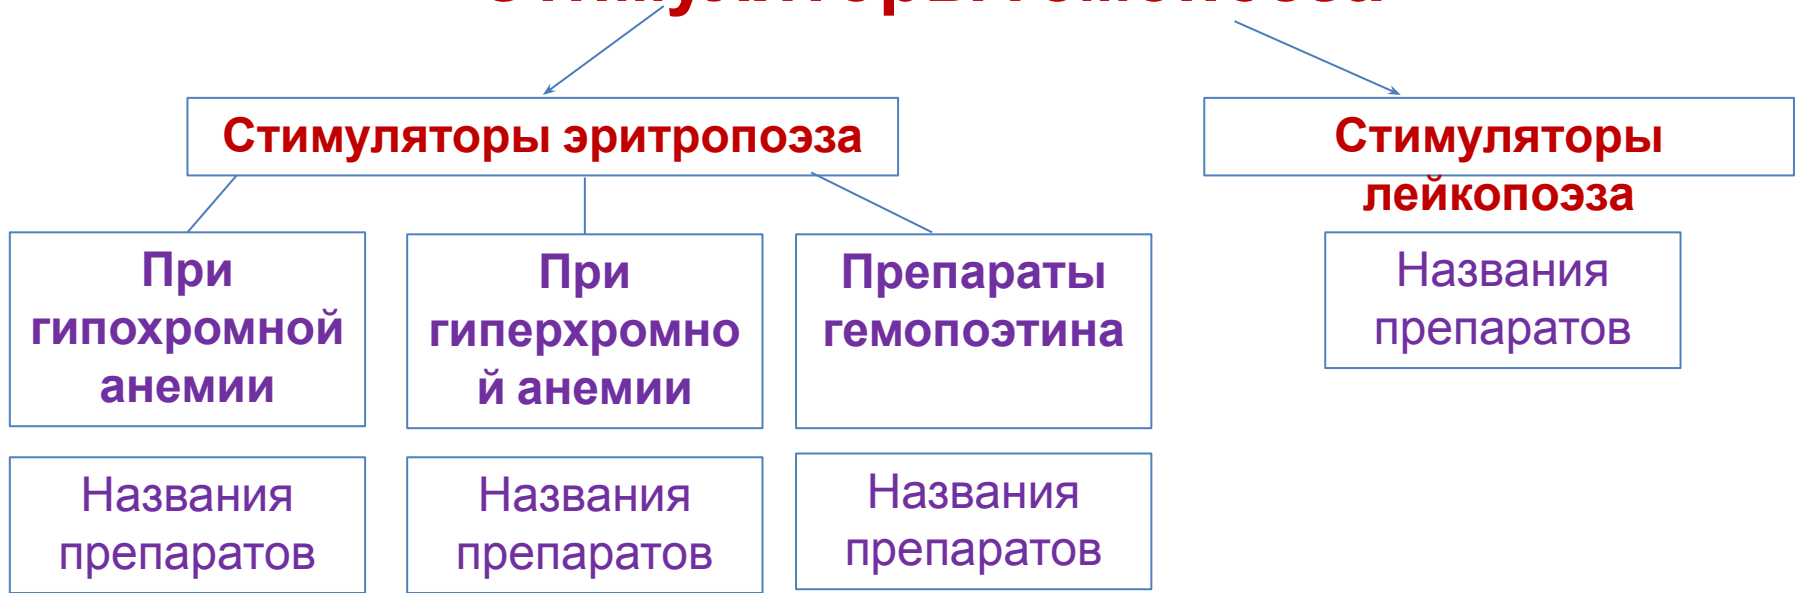 Стимуляторы эритропоэза
Стимуляторы
лейкопоэза
При
гипохромной
анемии
При
гиперхромно
й анемии
Препараты
гемопоэтина
Названия
препаратов
Названия
препаратов
Названия
препаратов
Названия
препаратов